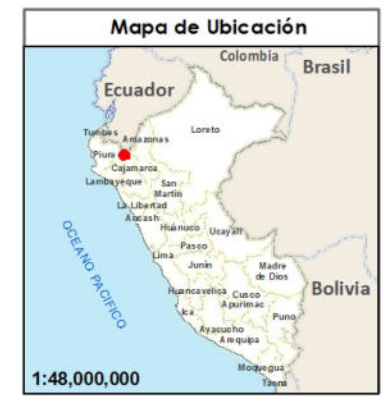 Mapa de Ubicación
Colombia
Brasil
Ecuador
Tumbes
Amazonas
Loreto
Piura
Cajamarca
Lambayeque
San
Martín
La Libertad
Ancash
Huánuco
Ucayali
Pasco
Lima
Junín
Madre
de Dios
OCEANO PACIFICO
Huancavelica
Cusco
Apurimac
Bolivia
Ica
Puno
Ayacucho
Arequipa
Moquegua
Tacna
1:48,000,000